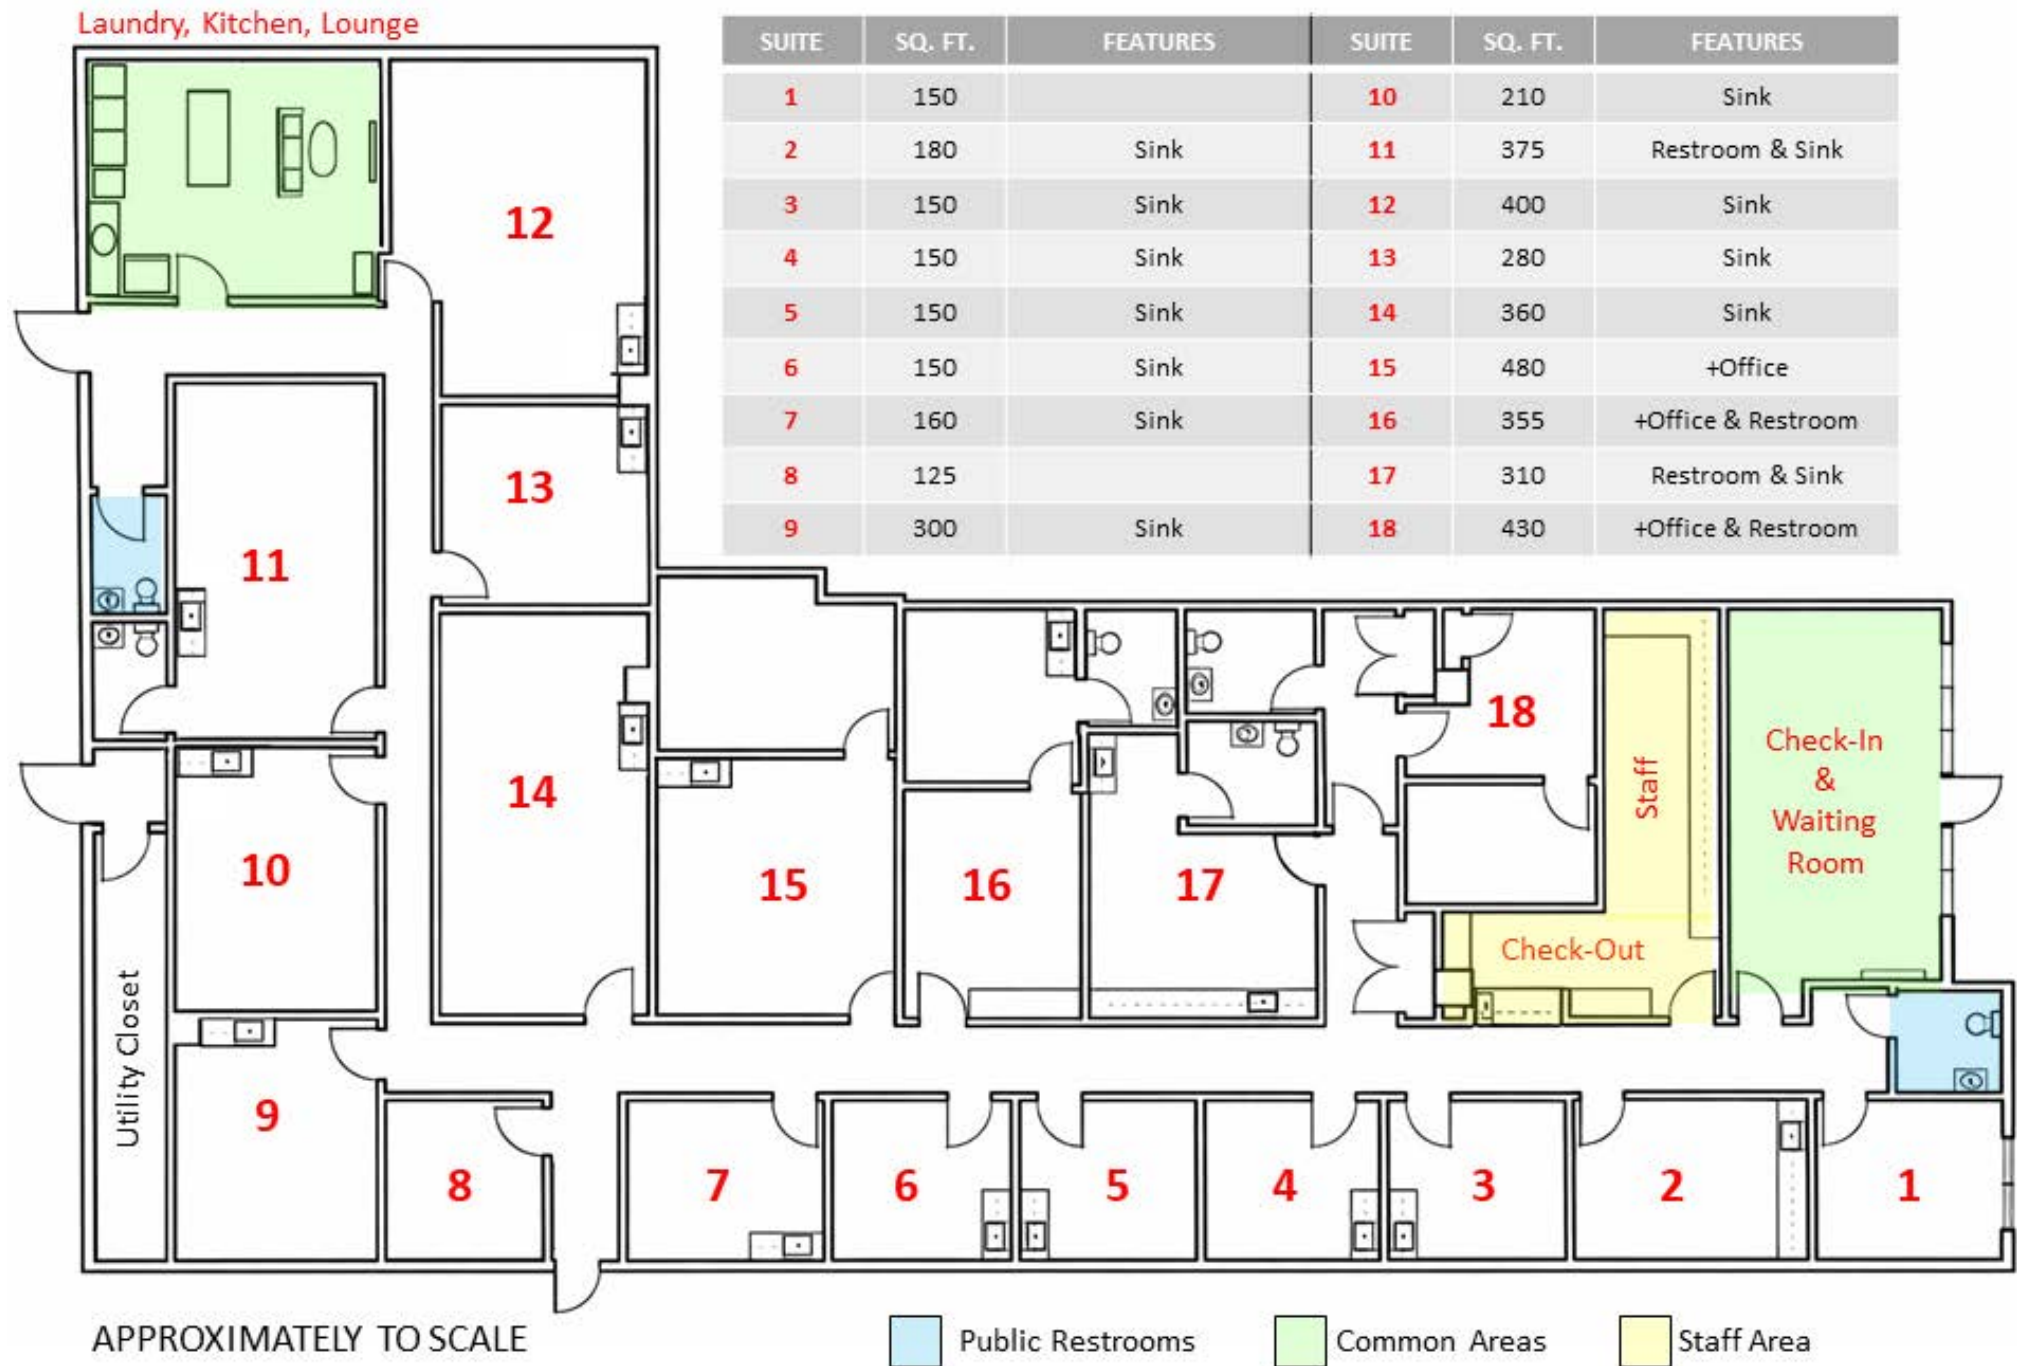 Laundry, Kitchen, Lounge
SUITE SQ. FT. FEATURES SUITE SQ. FT. FEATURES
1 150 10 210 Sink
2 180 Sink 11 375 Restroom & Sink
3 150 Sink 12 400 Sink
4 150 Sink 13 280 Sink
5 150 Sink 14 360 Sink
6 150 Sink 15 480 +Office
7 160 Sink 16 355 +Office & Restroom
8 125 17 310 Restroom & Sink
9 300 Sink 18 430 +Office & Restroom
12
13
11
18
Check-In
&
Waiting
Room
Staff
14
10
15
16
17
Check-Out
Utility Closet
9
8
7
6
5
4
3
2
1
APPROXIMATELY TO SCALE
Public Restrooms
Common Areas
Staff Area